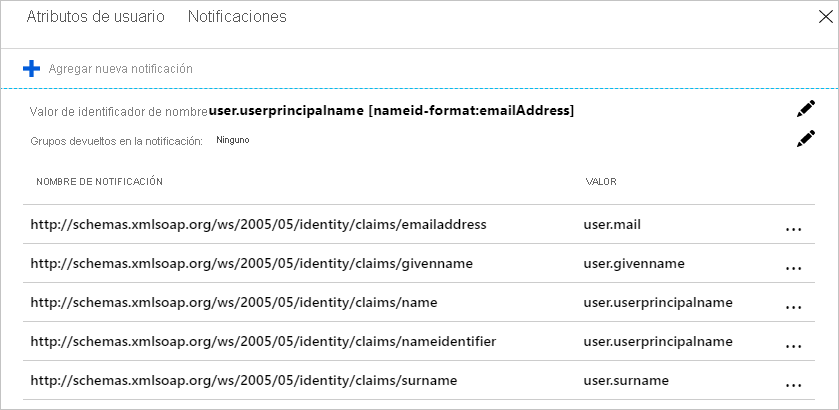 Atributos de usuario Notificaciones
Agregar nueva notificación
Valor de identificador de nombre user.userprincipalname [nameid-format:emailAddress]
Grupos devueltos en la notificación: Ninguno
NOMBRE DE NOTIFICACIÓN VALOR
http://schemas.xmlsoap.org/ws/2005/05/identity/claims/emailaddress user.mail ...
http://schemas.xmlsoap.org/ws/2005/05/identity/claims/givenname user.givenname ...
http://schemas.xmlsoap.org/ws/2005/05/identity/claims/name user.userprincipalname ...
http://schemas.xmlsoap.org/ws/2005/05/identity/claims/nameidentifier user.userprincipalname ...
http://schemas.xmlsoap.org/ws/2005/05/identity/claims/surname user.surname ...